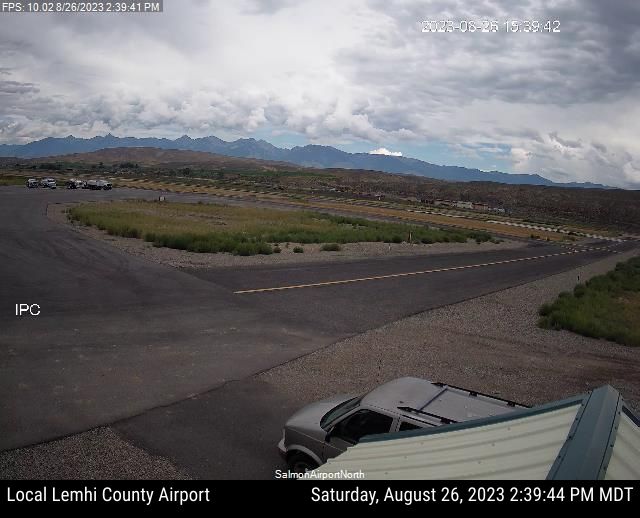 FPS: 10.02 8/26/2023 2:39:41 PM
2023-08-26 15:39:42
IPC
SalmonAirportNorth
Local Lemhi County Airport
Saturday, August 26, 2023 2:39:44 PM MDT